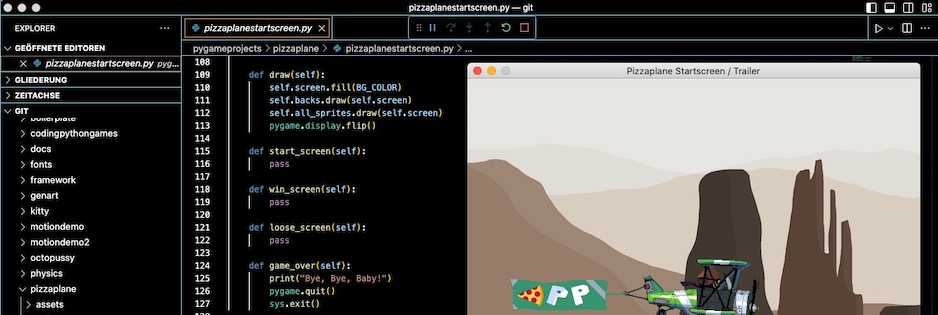 pizzaplanestartscreen.py — git
EXPLORER
GEÖFFNETE EDITOREN
pizzaplanestartscreen.py pyg...
GLIEDERUNG
ZEITACHSE
GIT
boilerplate
codingpythongames
docs
fonts
framework
genart
kitty
motiondemo
motiondemo2
octopussy
physics
pizzaplane
assets
pizzaplanestartscreen.py
pygameprojects > pizzaplane > pizzaplanestartscreen.py > ...
108
109 def draw(self):
110 self.screen.fill(BG_COLOR)
111 self.backs.draw(self.screen)
112 self.all_sprites.draw(self.screen)
113 pygame.display.flip()
114
115 def start_screen(self):
116 pass
117
118 def win_screen(self):
119 pass
120
121 def loose_screen(self):
122 pass
123
124 def game_over(self):
125 print("Bye, Bye, Baby!")
126 pygame.quit()
127 sys.exit()
Pizzaplane Startscreen / Trailer
PP